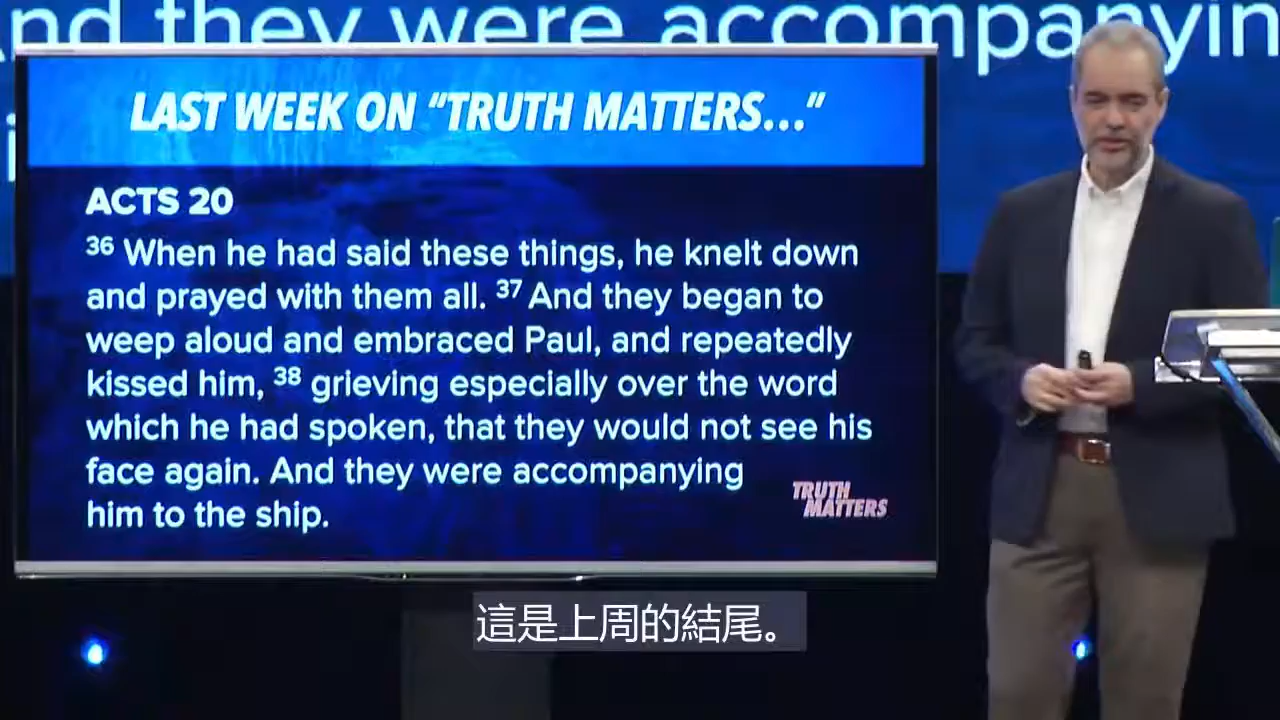 And they were accompanyin
LAST WEEK ON “TRUTH MATTERS...”
ACTS 20
36 When he had said these things, he knelt down
and prayed with them all. 37 And they began to
weep aloud and embraced Paul, and repeatedly
kissed him, 38 grieving especially over the word
which he had spoken, that they would not see his
face again. And they were accompanying
him to the ship.
TRUTH
MATTERS
這是上周的結尾。